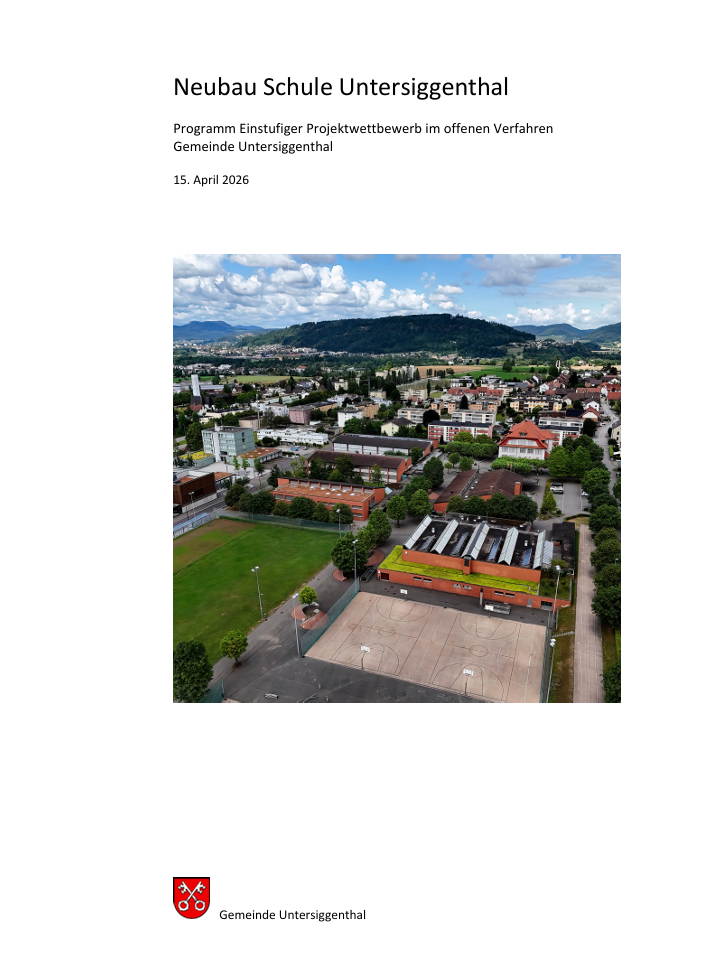 Neubau Schule Untersiggenthal
Programm Einstufiger Projektwettbewerb im offenen Verfahren
Gemeinde Untersiggenthal
15. April 2026
Gemeinde Untersiggenthal